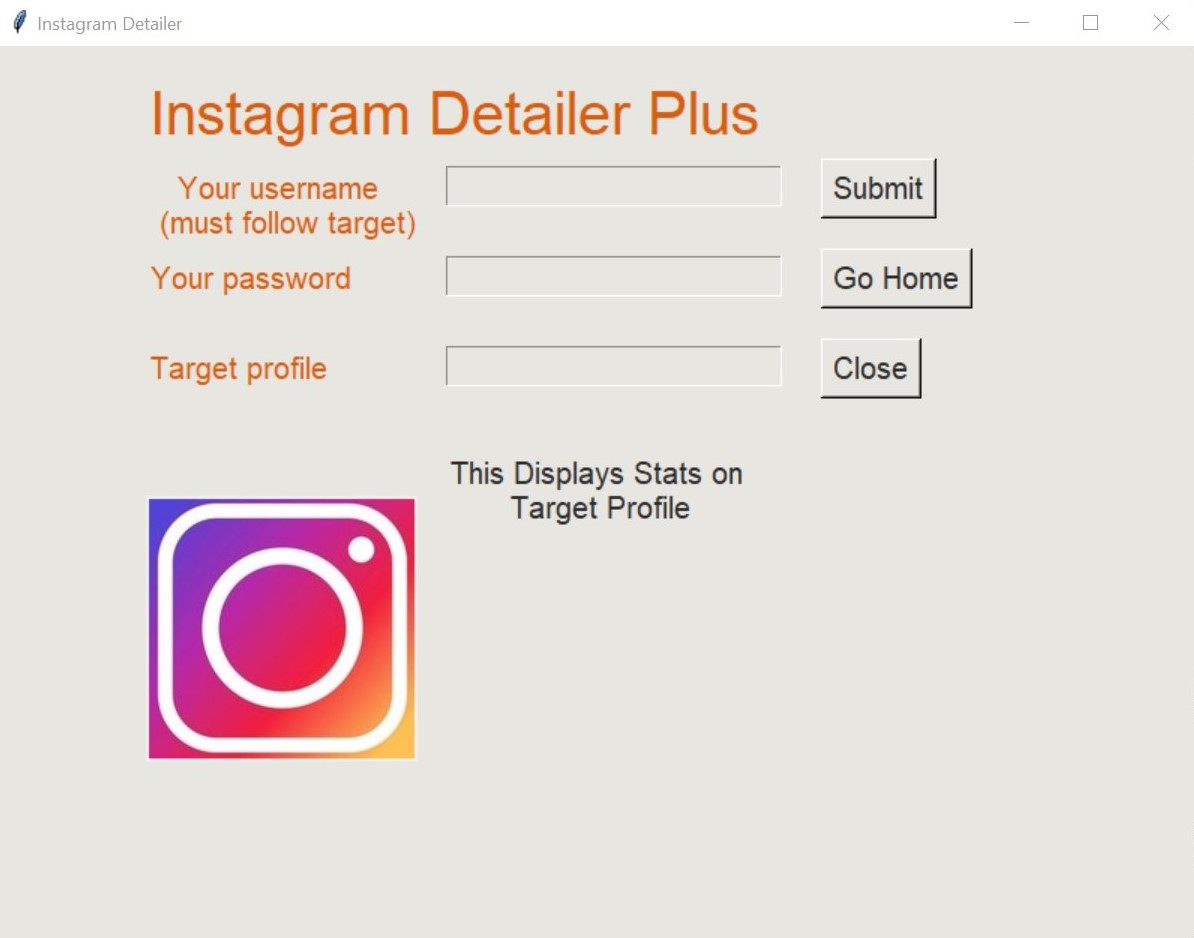 Instagram Detailer
Instagram Detailer Plus
Your username
(must follow target)
Submit
Your password
Go Home
Target profile
Close
This Displays Stats on
Target Profile